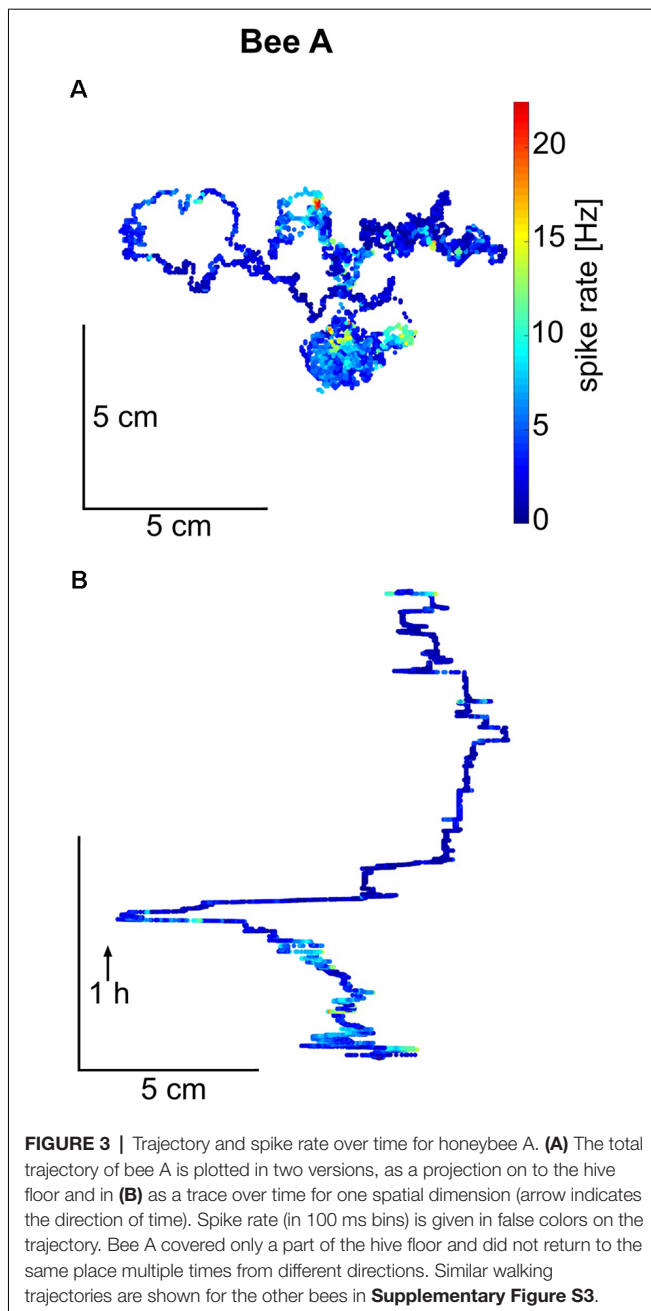 Bee A
A
20
15
10
5
0
spike rate [Hz]
5 cm
5 cm
B
1 h
5 cm
FIGURE 3 | Trajectory and spike rate over time for honeybee A. (A) The total
trajectory of bee A is plotted in two versions, as a projection on to the hive
floor and in (B) as a trace over time for one spatial dimension (arrow indicates
the direction of time). Spike rate (in 100 ms bins) is given in false colors on the
trajectory. Bee A covered only a part of the hive floor and did not return to the
same place multiple times from different directions. Similar walking
trajectories are shown for the other bees in Supplementary Figure S3.